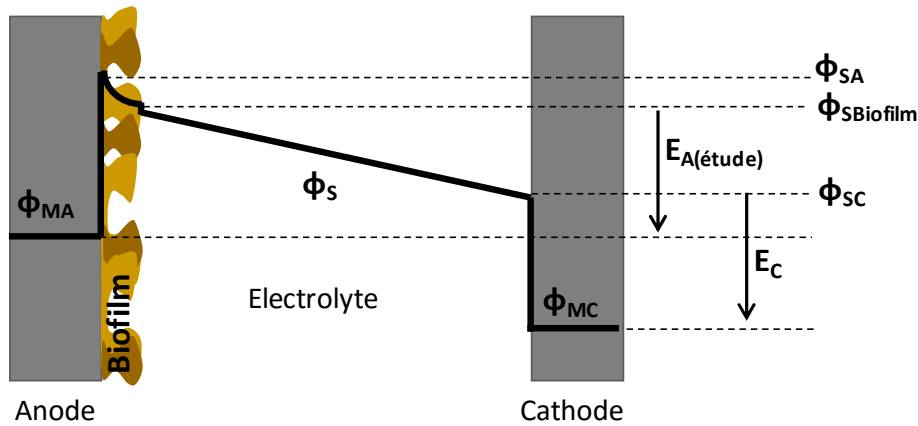 ΦSA
ΦSBiofilm
EA(étude)
ΦMA
ΦS
ΦSC
EC
Biofilm
Electrolyte
ΦMC
Anode
Cathode